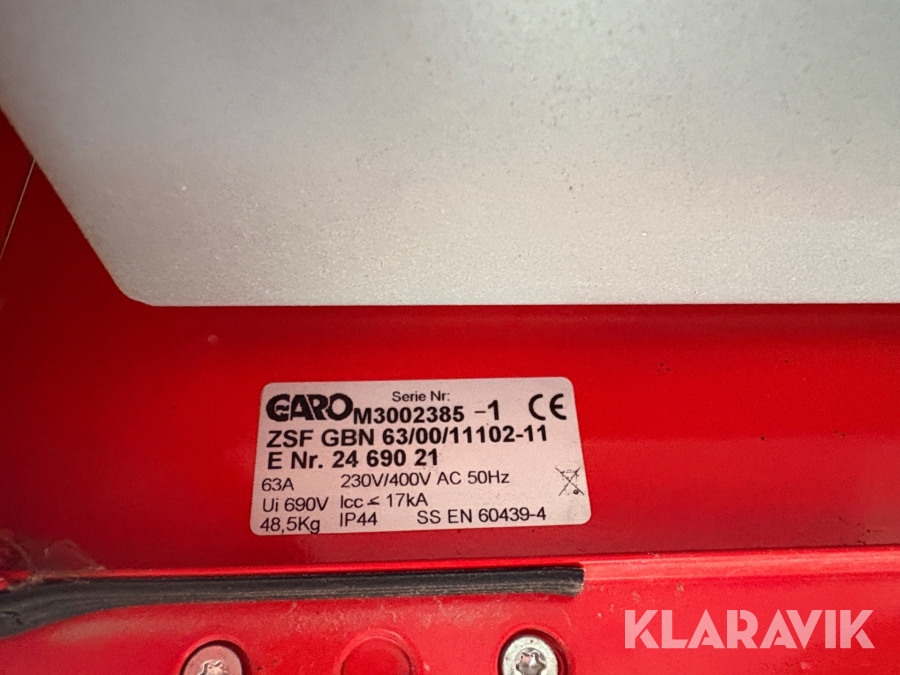 GARO Serie Nr: M3002385 -1 CE
ZSF GBN 63/00/11102-11
E Nr. 24 690 21
63A 230V/400V AC 50Hz
Ui 690V Icc ≤ 17kA
48,5Kg IP44 SS EN 60439-4
KLARAVIK